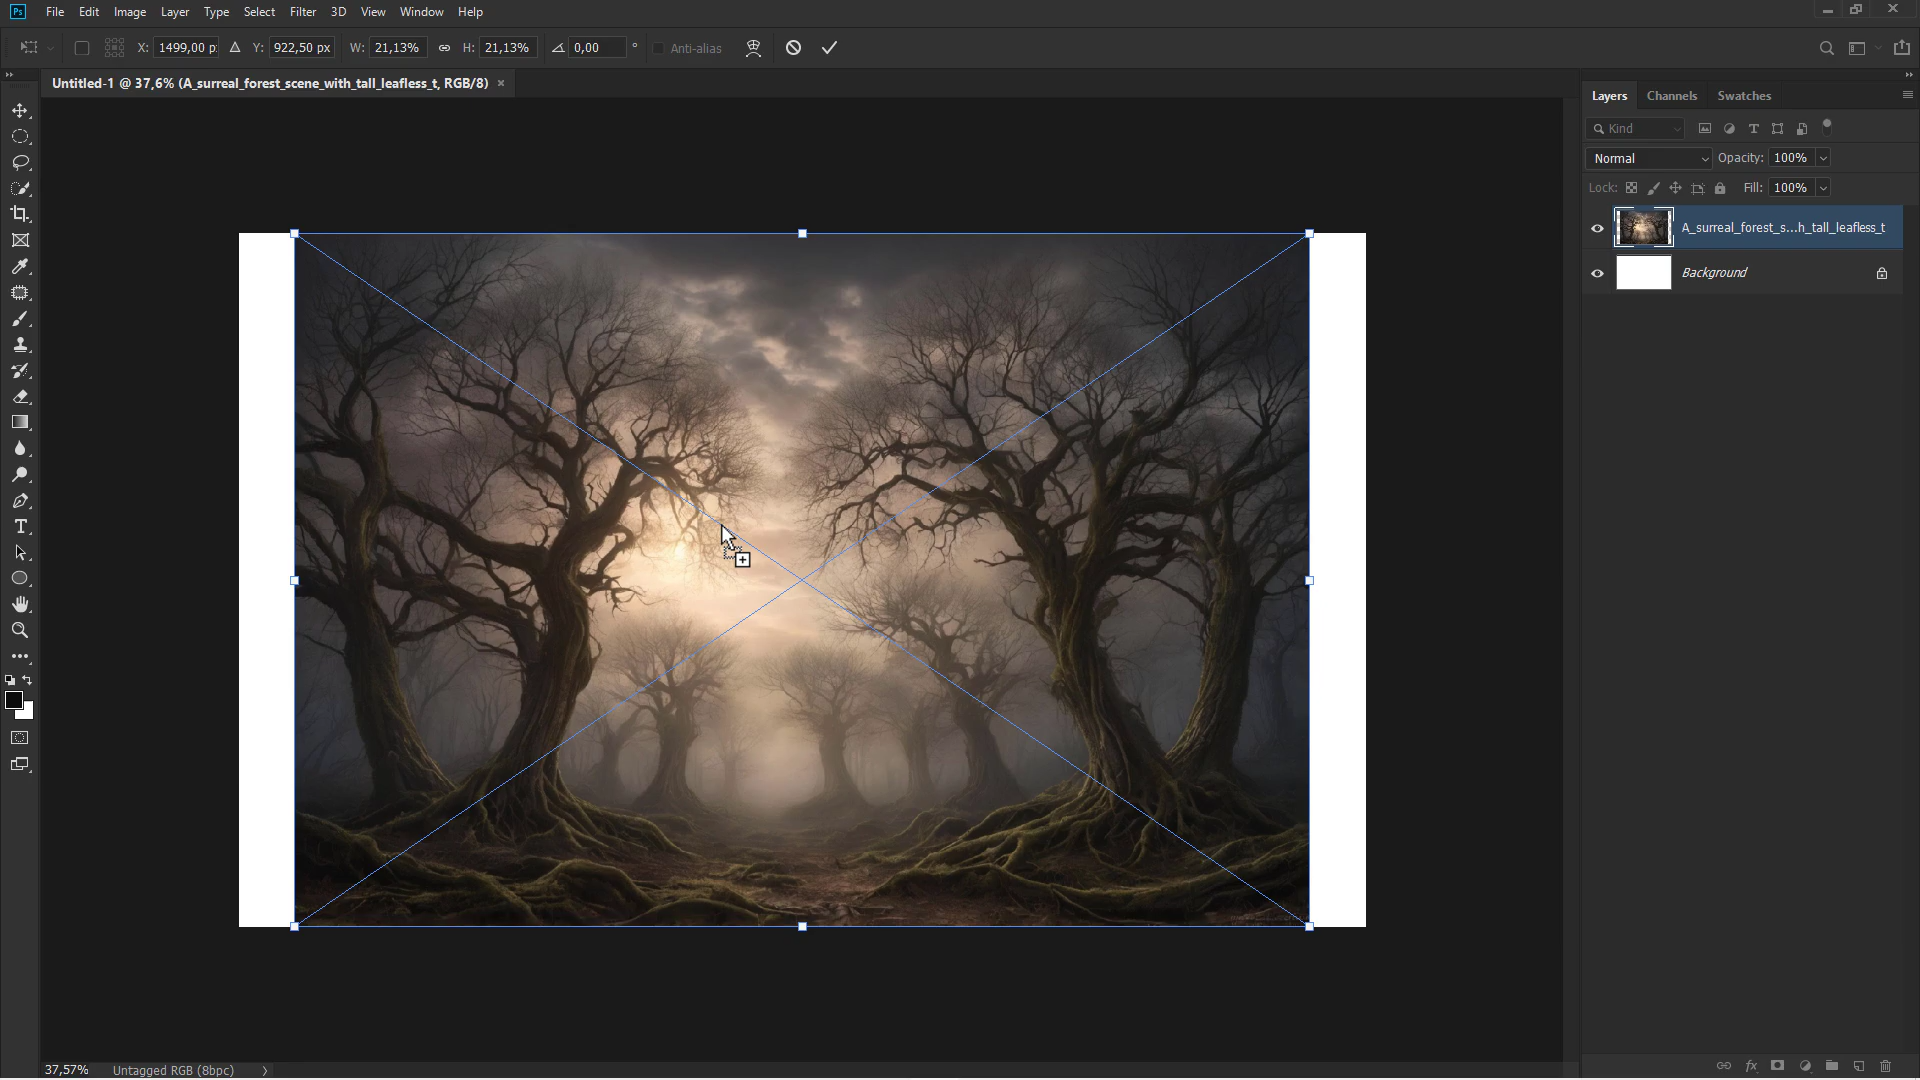 Ps File Edit Image Layer Type Select Filter 3D View Window Help
X: 1499,00 p Y: 922,50 px W: 21,13% H: 21,13% 0,00 ° Anti-alias
Untitled-1 @ 37,6% (A_surreal_forest_scene_with_tall_leafless_t, RGB/8) ×
Layers Channels Swatches
Kind
Normal Opacity: 100%
Lock: Fill: 100%
A_surreal_forest_s...h_tall_leafless_t
Background
37,57% Untagged RGB (8bpc)